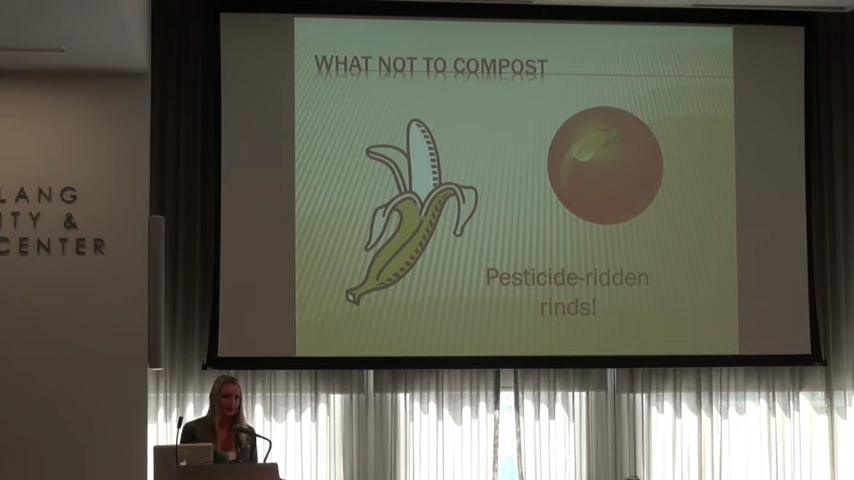 WHAT NOT TO COMPOST
Pesticide-ridden
rinds!
LANG
ITY &
CENTER